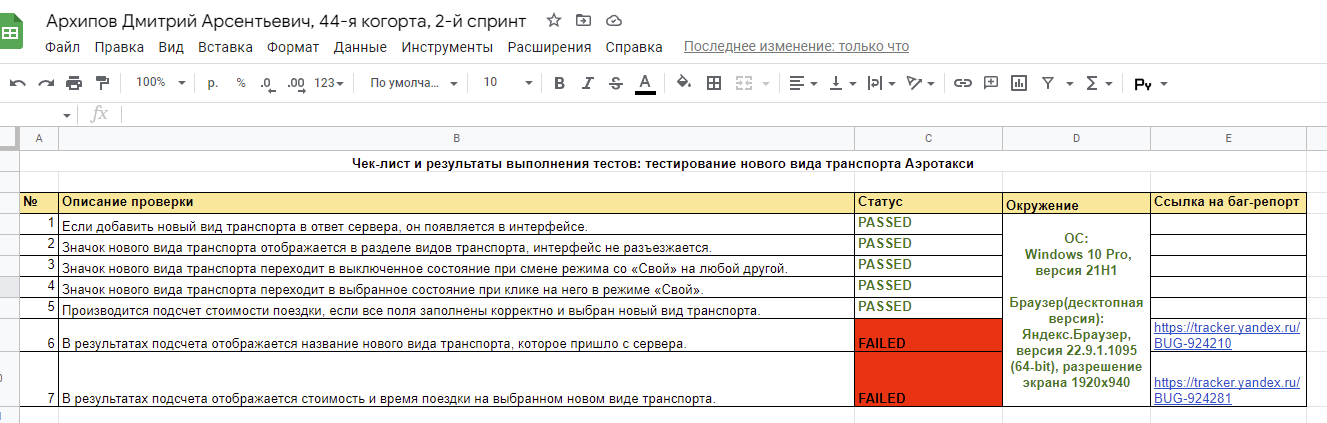 Архипов Дмитрий Арсентьевич, 44-я когорта, 2-й спринт
Файл Правка Вид Вставка Формат Данные Инструменты Расширения Справка Последнее изменение: только что
100% р. % .0 .00 123 По умолча... 10 B I S A Σ Ру
fx
A B C D E
Чек-лист и результаты выполнения тестов: тестирование нового вида транспорта Аэротакси
№ Описание проверки Статус Окружение Ссылка на баг-репорт
1 Если добавить новый вид транспорта в ответ сервера, он появляется в интерфейсе. PASSED
2 Значок нового вида транспорта отображается в разделе видов транспорта, интерфейс не разъезжается. PASSED
3 Значок нового вида транспорта переходит в выключенное состояние при смене режима со «Свой» на любой другой. PASSED
4 Значок нового вида транспорта переходит в выбранное состояние при клике на него в режиме «Свой». PASSED
5 Производится подсчет стоимости поездки, если все поля заполнены корректно и выбран новый вид транспорта. PASSED
6 В результатах подсчета отображается название нового вида транспорта, которое пришло с сервера. FAILED
7 В результатах подсчета отображается стоимость и время поездки на выбранном новом виде транспорта. FAILED
ОС:
Windows 10 Pro,
версия 21H1
Браузер(десктопная
версия):
Яндекс.Браузер,
версия 22.9.1.1095
(64-bit), разрешение
экрана 1920x940
https://tracker.yandex.ru/
BUG-924210
https://tracker.yandex.ru/
BUG-924281